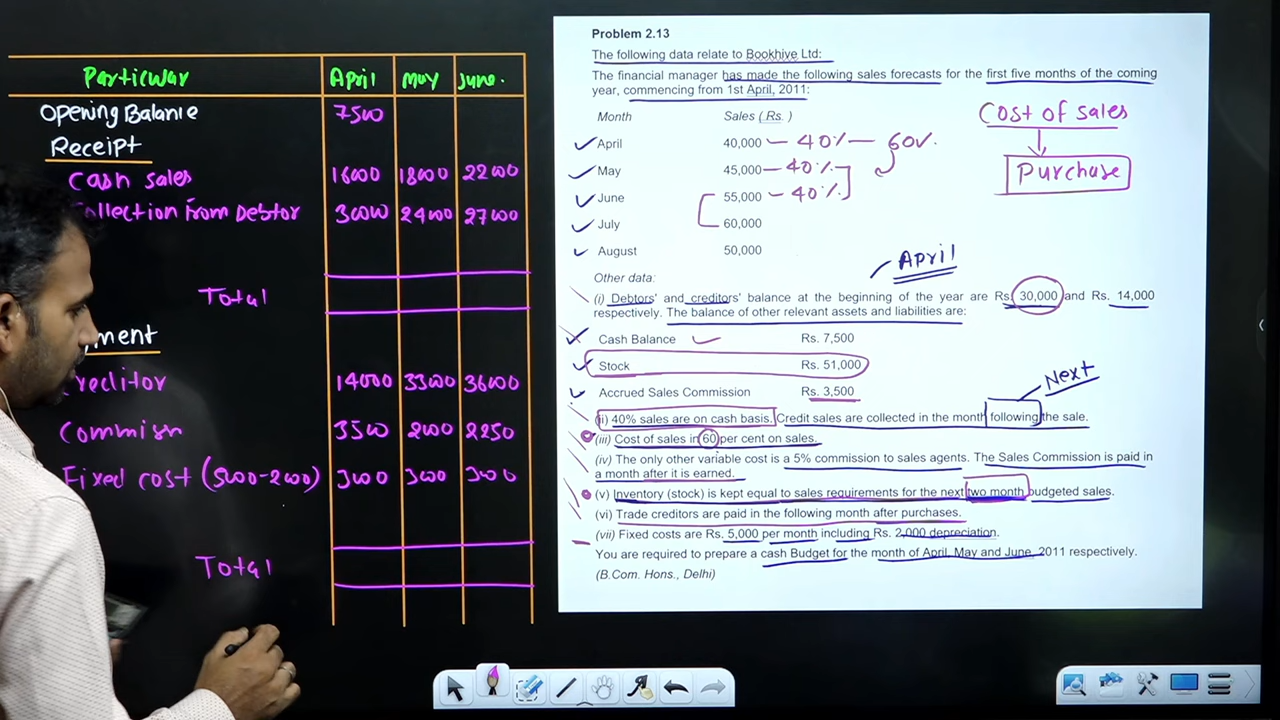 Particular April May June.
Opening Balance 7500
Receipt
Cash sales 16000 18000 22000
ollection From Debtor 30000 24000 27000
Total
ment
reditor 14000 33000 36000
Commisn 3500 2000 2250
Fixed cost (5000-2000) 3000 3000 3000
Total
Problem 2.13
The following data relate to Bookhive Ltd:
The financial manager has made the following sales forecasts for the first five months of the coming
year, commencing from 1st April, 2011:
Month Sales (Rs. )
April 40,000 – 40% – 60%.
May 45,000 – 40%
June 55,000 – 40%
July 60,000
August 50,000
Cost of sales
Purchase
Other data:
April
(i) Debtors' and creditors' balance at the beginning of the year are Rs. 30,000 and Rs. 14,000
respectively. The balance of other relevant assets and liabilities are:
Cash Balance Rs. 7,500
Stock Rs. 51,000
Accrued Sales Commission Rs. 3,500
Next
(ii) 40% sales are on cash basis. Credit sales are collected in the month following the sale.
(iii) Cost of sales in 60 per cent on sales.
(iv) The only other variable cost is a 5% commission to sales agents. The Sales Commission is paid in
a month after it is earned.
(v) Inventory (stock) is kept equal to sales requirements for the next two month budgeted sales.
(vi) Trade creditors are paid in the following month after purchases.
(vii) Fixed costs are Rs. 5,000 per month including Rs. 2,000 depreciation.
You are required to prepare a cash Budget for the month of April, May and June, 2011 respectively.
(B.Com. Hons., Delhi)